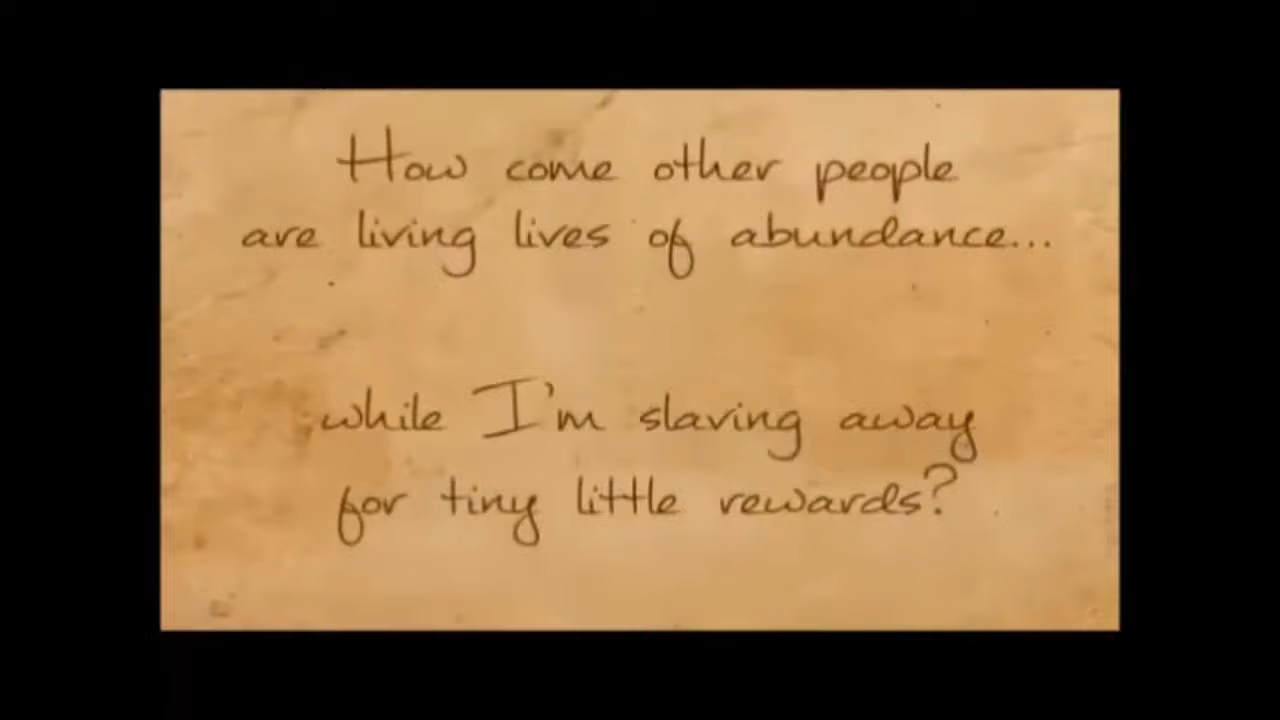 How come other people
are living lives of abundance...
while I'm slaving away
for tiny little rewards?